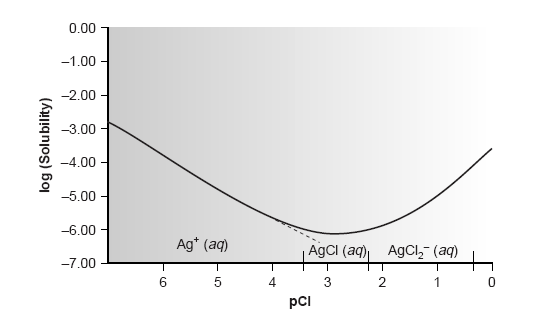 0.00
–1.00
–2.00
–3.00
–4.00
–5.00
–6.00
–7.00
log (Solubility)
Ag⁺ (aq)
AgCl (aq)
AgCl₂⁻ (aq)
6 5 4 3 2 1 0
pCl